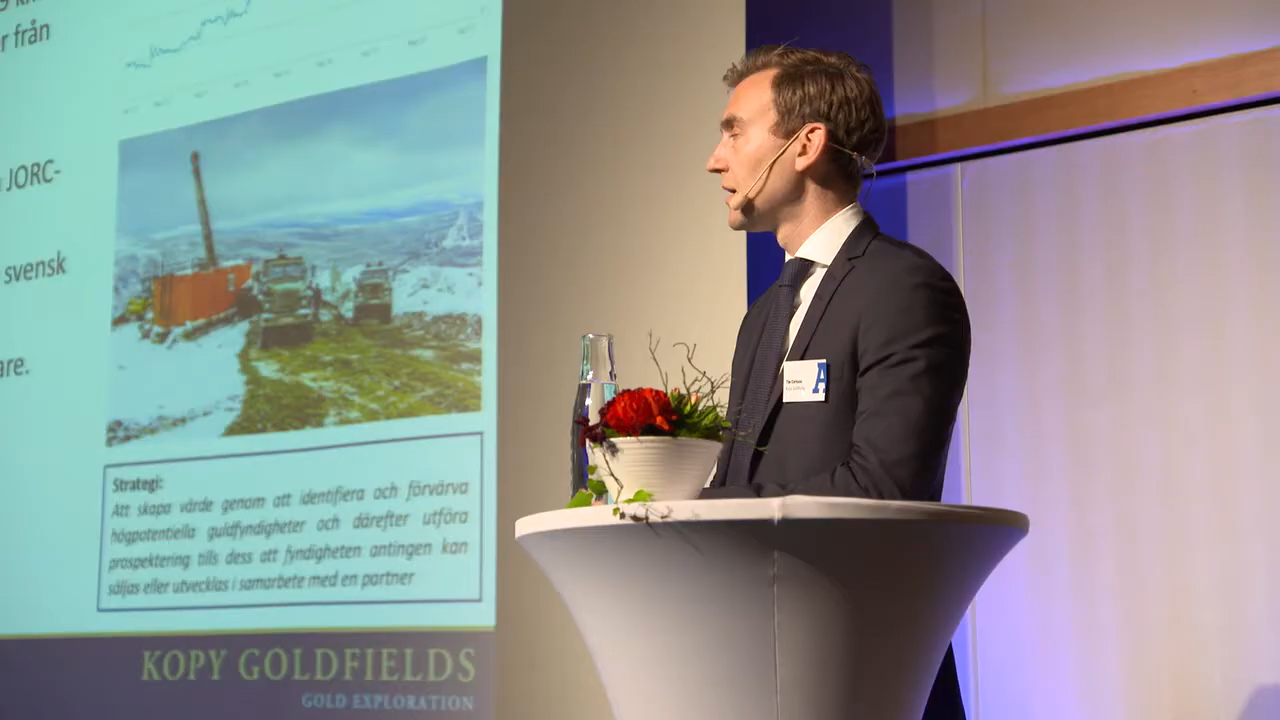 r från
JORC-
svensk
are.
Strategi:
Att skapa värde genom att identifiera och förvärva
högpotentiella guldfyndigheter och därefter utföra
prospektering tills dess att fyndigheten antingen kan
säljas eller utvecklas i samarbete med en partner
KOPY GOLDFIELDS
GOLD EXPLORATION
A